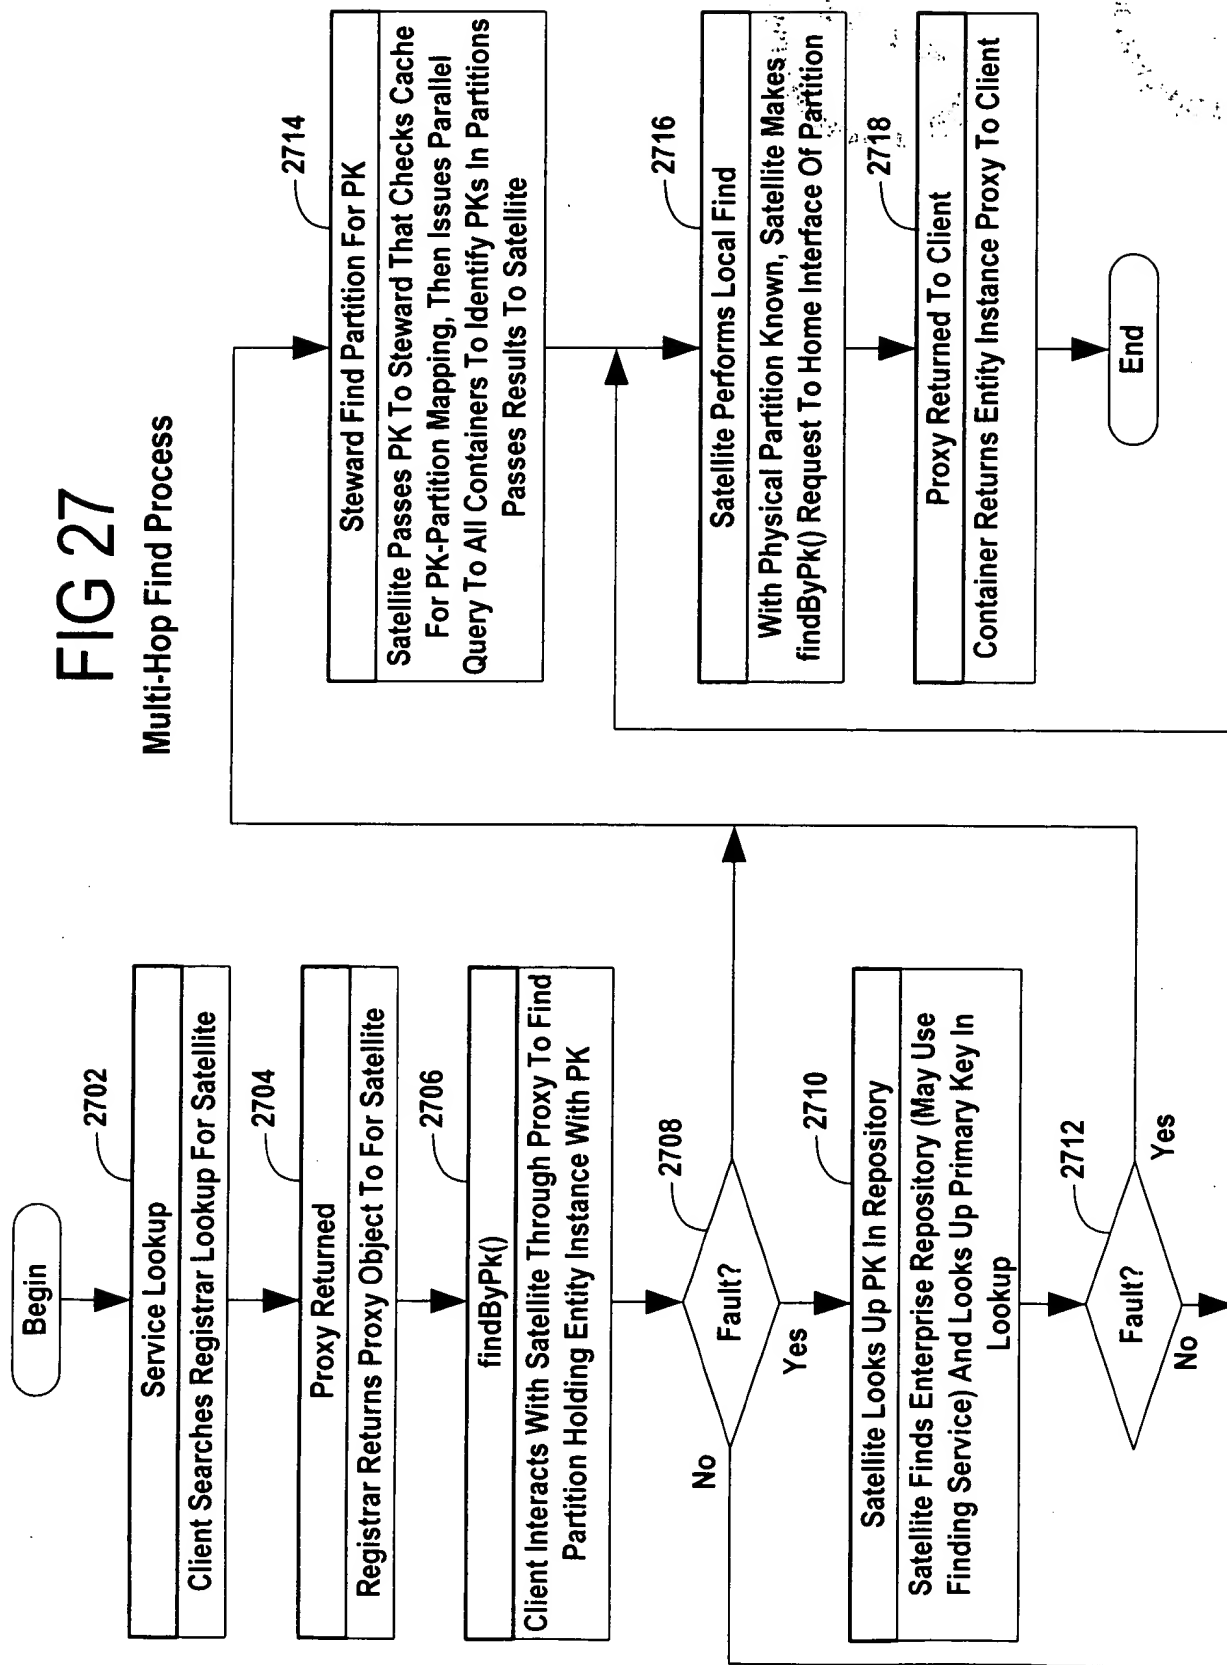 FIG 27
Multi-Hop Find Process
Begin
2702
Service Lookup
Client Searches Registrar Lookup For Satellite
2704
Proxy Returned
Registrar Returns Proxy Object To For Satellite
2706
findByPk()
Client Interacts With Satellite Through Proxy To Find
Partition Holding Entity Instance With PK
2708
Fault?
No
Yes
2710
Satellite Looks Up PK In Repository
Satellite Finds Enterprise Repository (May Use
Finding Service) And Looks Up Primary Key In
Lookup
2712
Fault?
Yes
No
2714
Steward Find Partition For PK
Satellite Passes PK To Steward That Checks Cache
For PK-Partition Mapping, Then Issues Parallel
Query To All Containers To Identify PKs In Partitions
Passes Results To Satellite
2716
Satellite Performs Local Find
With Physical Partition Known, Satellite Makes
findByPk() Request To Home Interface Of Partition
2718
Proxy Returned To Client
Container Returns Entity Instance Proxy To Client
End